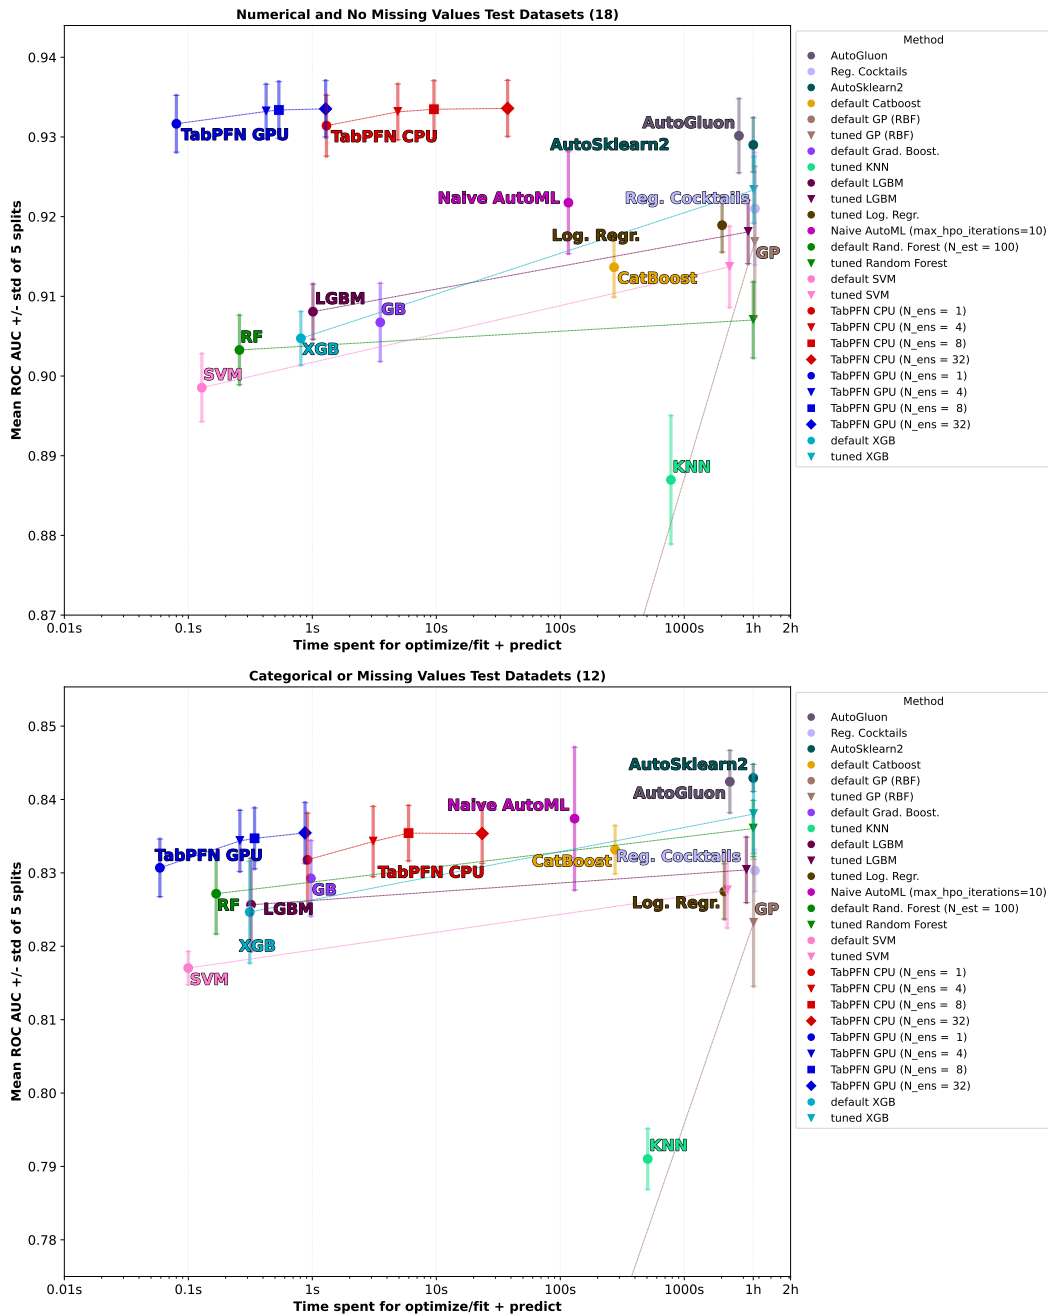 Numerical and No Missing Values Test Datasets (18)
Mean ROC AUC +/- std of 5 splits
0.94
0.93
0.92
0.91
0.90
0.89
0.88
0.87
TabPFN GPU
TabPFN CPU
AutoGluon
AutoSklearn2
Naive AutoML
Reg. Cocktails
Log. Regr.
GP
CatBoost
LGBM
GB
RF
XGB
SVM
KNN
0.01s 0.1s 1s 10s 100s 1000s 1h 2h
Time spent for optimize/fit + predict
Method
AutoGluon
Reg. Cocktails
AutoSklearn2
default Catboost
default GP (RBF)
tuned GP (RBF)
default Grad. Boost.
tuned KNN
default LGBM
tuned LGBM
tuned Log. Regr.
Naive AutoML (max_hpo_iterations=10)
default Rand. Forest (N_est = 100)
tuned Random Forest
default SVM
tuned SVM
TabPFN CPU (N_ens =  1)
TabPFN CPU (N_ens =  4)
TabPFN CPU (N_ens =  8)
TabPFN CPU (N_ens = 32)
TabPFN GPU (N_ens =  1)
TabPFN GPU (N_ens =  4)
TabPFN GPU (N_ens =  8)
TabPFN GPU (N_ens = 32)
default XGB
tuned XGB
Categorical or Missing Values Test Datadets (12)
Mean ROC AUC +/- std of 5 splits
0.85
0.84
0.83
0.82
0.81
0.80
0.79
0.78
AutoSklearn2
AutoGluon
Naive AutoML
TabPFN GPU
CatBoost
Reg. Cocktails
TabPFN CPU
GB
RF
LGBM
Log. Regr.
GP
XGB
SVM
KNN
0.01s 0.1s 1s 10s 100s 1000s 1h 2h
Time spent for optimize/fit + predict
Method
AutoGluon
Reg. Cocktails
AutoSklearn2
default Catboost
default GP (RBF)
tuned GP (RBF)
default Grad. Boost.
tuned KNN
default LGBM
tuned LGBM
tuned Log. Regr.
Naive AutoML (max_hpo_iterations=10)
default Rand. Forest (N_est = 100)
tuned Random Forest
default SVM
tuned SVM
TabPFN CPU (N_ens =  1)
TabPFN CPU (N_ens =  4)
TabPFN CPU (N_ens =  8)
TabPFN CPU (N_ens = 32)
TabPFN GPU (N_ens =  1)
TabPFN GPU (N_ens =  4)
TabPFN GPU (N_ens =  8)
TabPFN GPU (N_ens = 32)
default XGB
tuned XGB